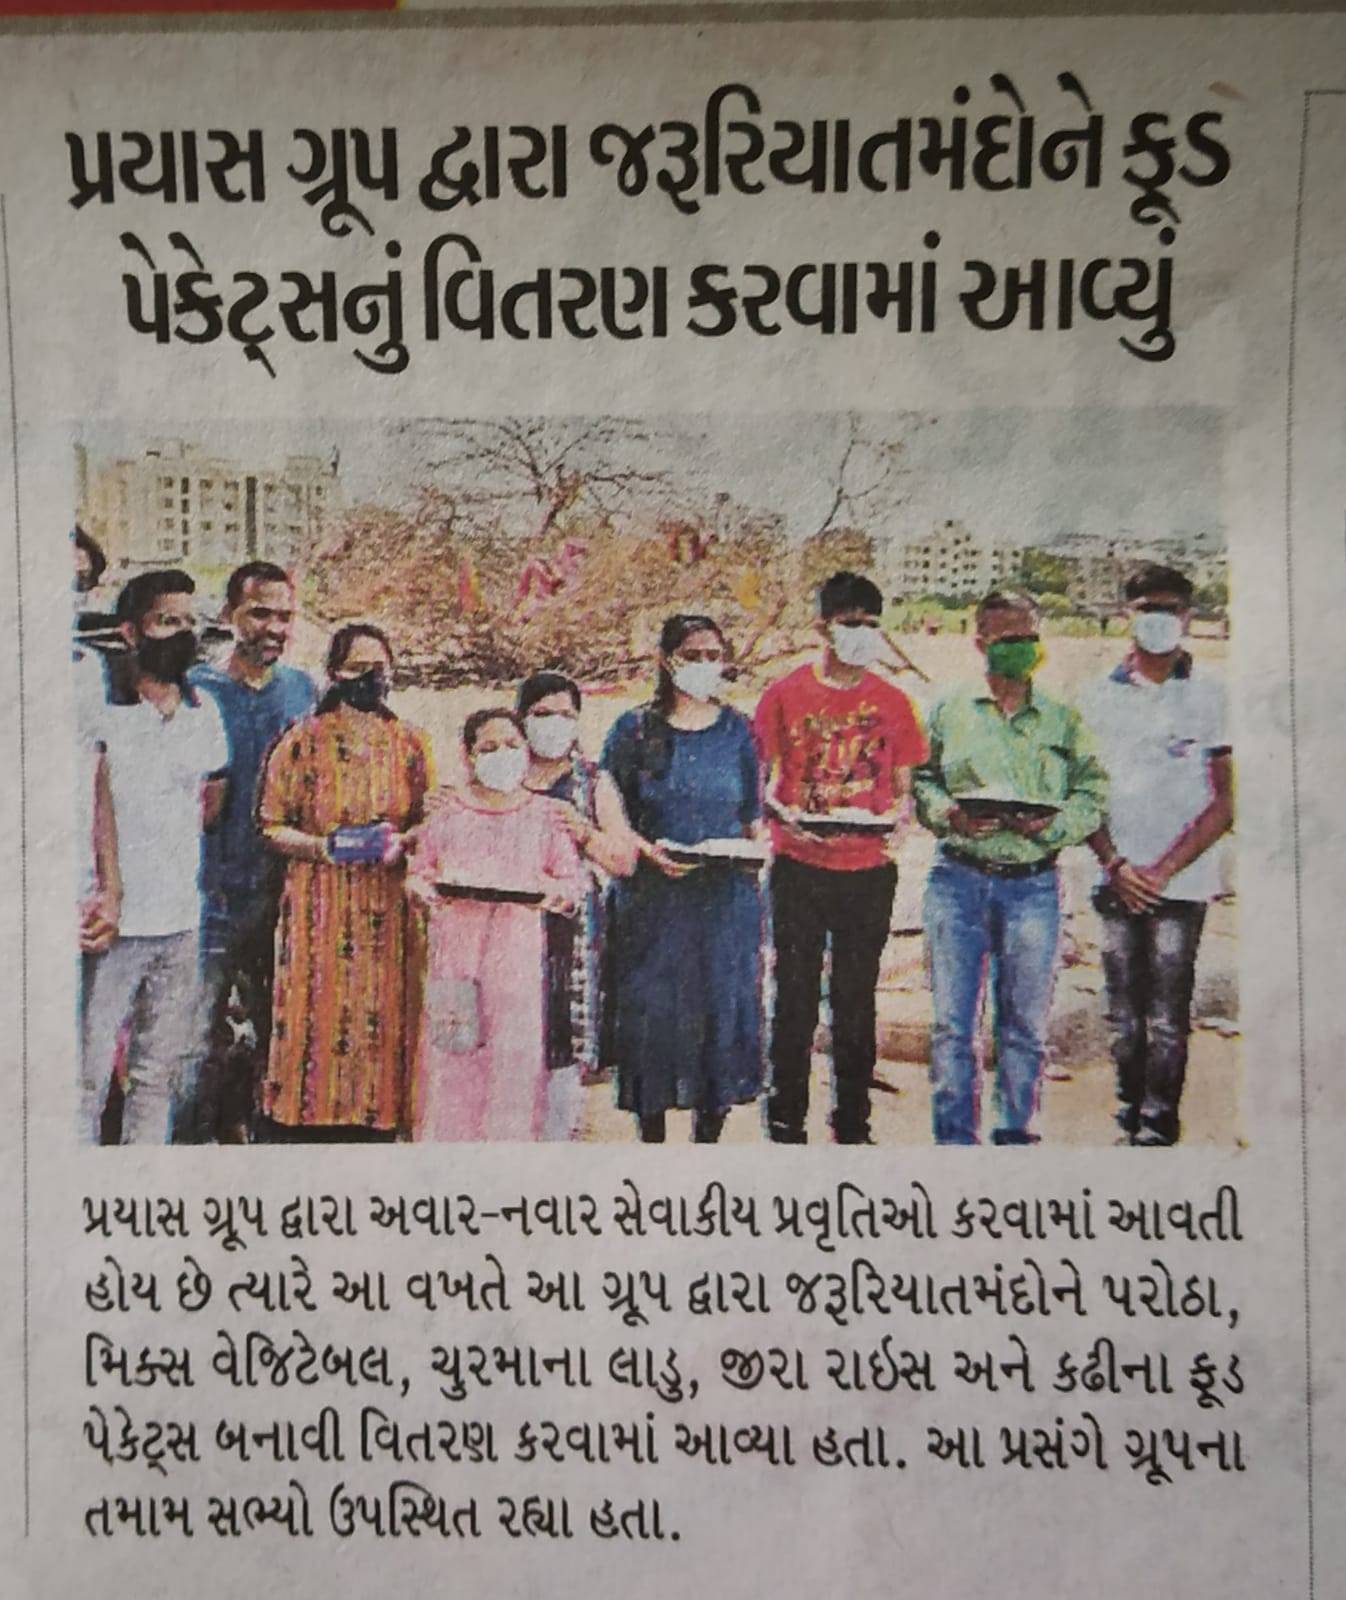 પ્રયાસ ગ્રૂપ દ્વારા જરૂરિયાતમંદોને ફૂડ
પેકેટ્સનું વિતરણ કરવામાં આવ્યું
પ્રયાસ ગ્રૂપ દ્વારા અવાર-નવાર સેવાકીય પ્રવૃતિઓ કરવામાં આવતી
હોય છે ત્યારે આ વખતે આ ગ્રૂપ દ્વારા જરૂરિયાતમંદોને પરોઠા,
મિક્સ વેજિટેબલ, ચુરમાના લાડુ, જીરા રાઇસ અને કઢીના ફૂડ
પેકેટ્સ બનાવી વિતરણ કરવામાં આવ્યા હતા. આ પ્રસંગે ગ્રૂપના
તમામ સભ્યો ઉપસ્થિત રહ્યા હતા.